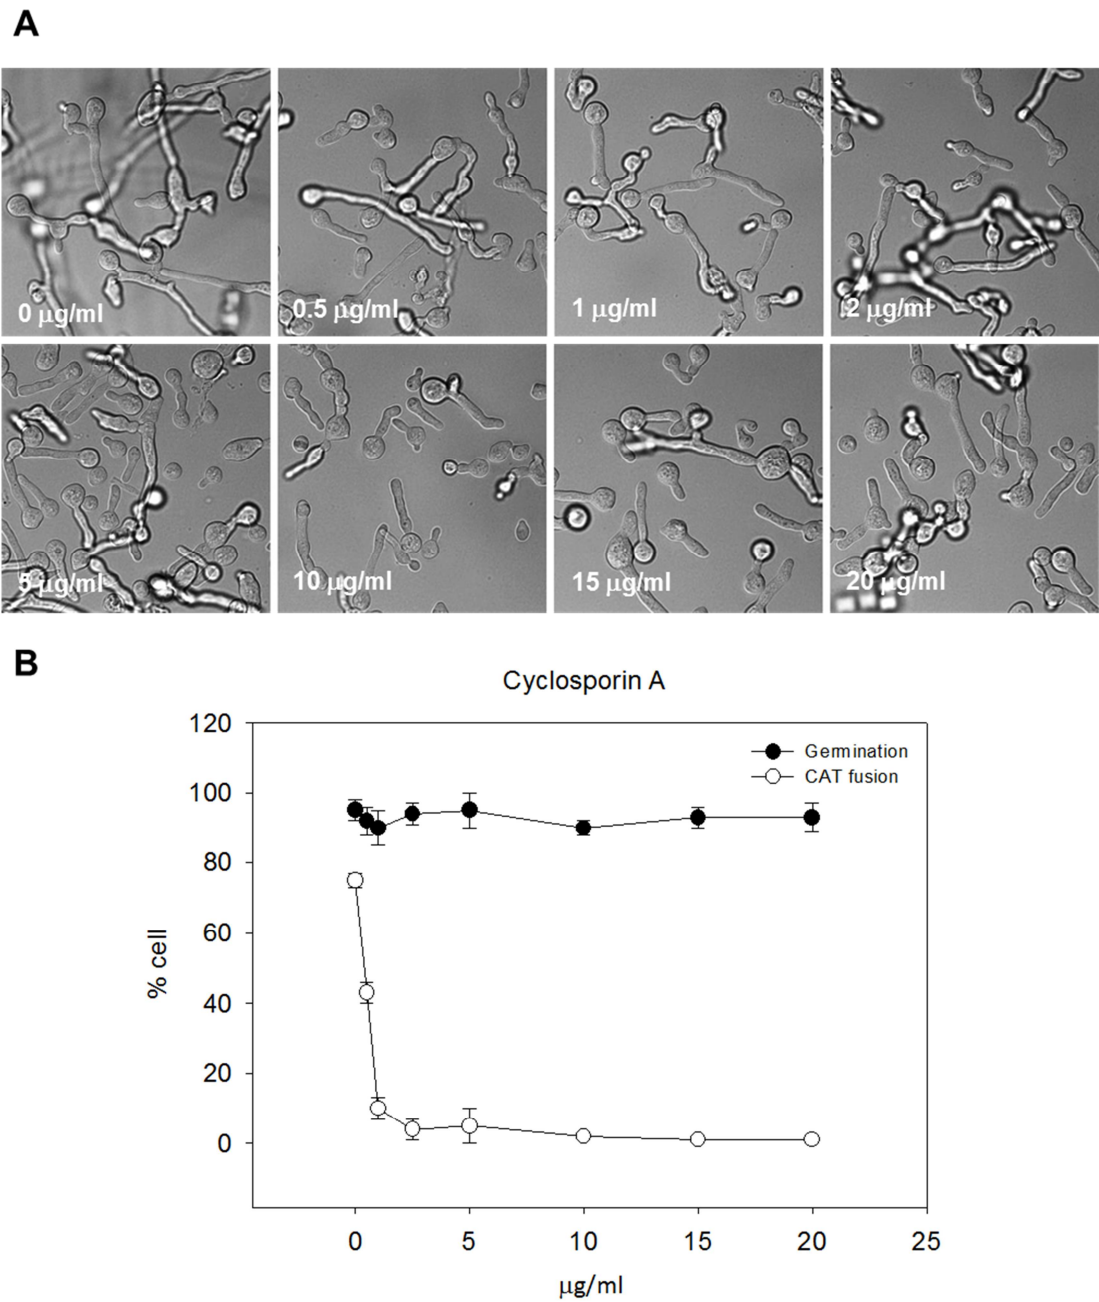 A
0 μg/ml
0.5 μg/ml
1 μg/ml
2 μg/ml
5 μg/ml
10 μg/ml
15 μg/ml
20 μg/ml
B
Cyclosporin A
120
100
80
60
40
20
0
% cell
Germination
CAT fusion
0 5 10 15 20 25
μg/ml